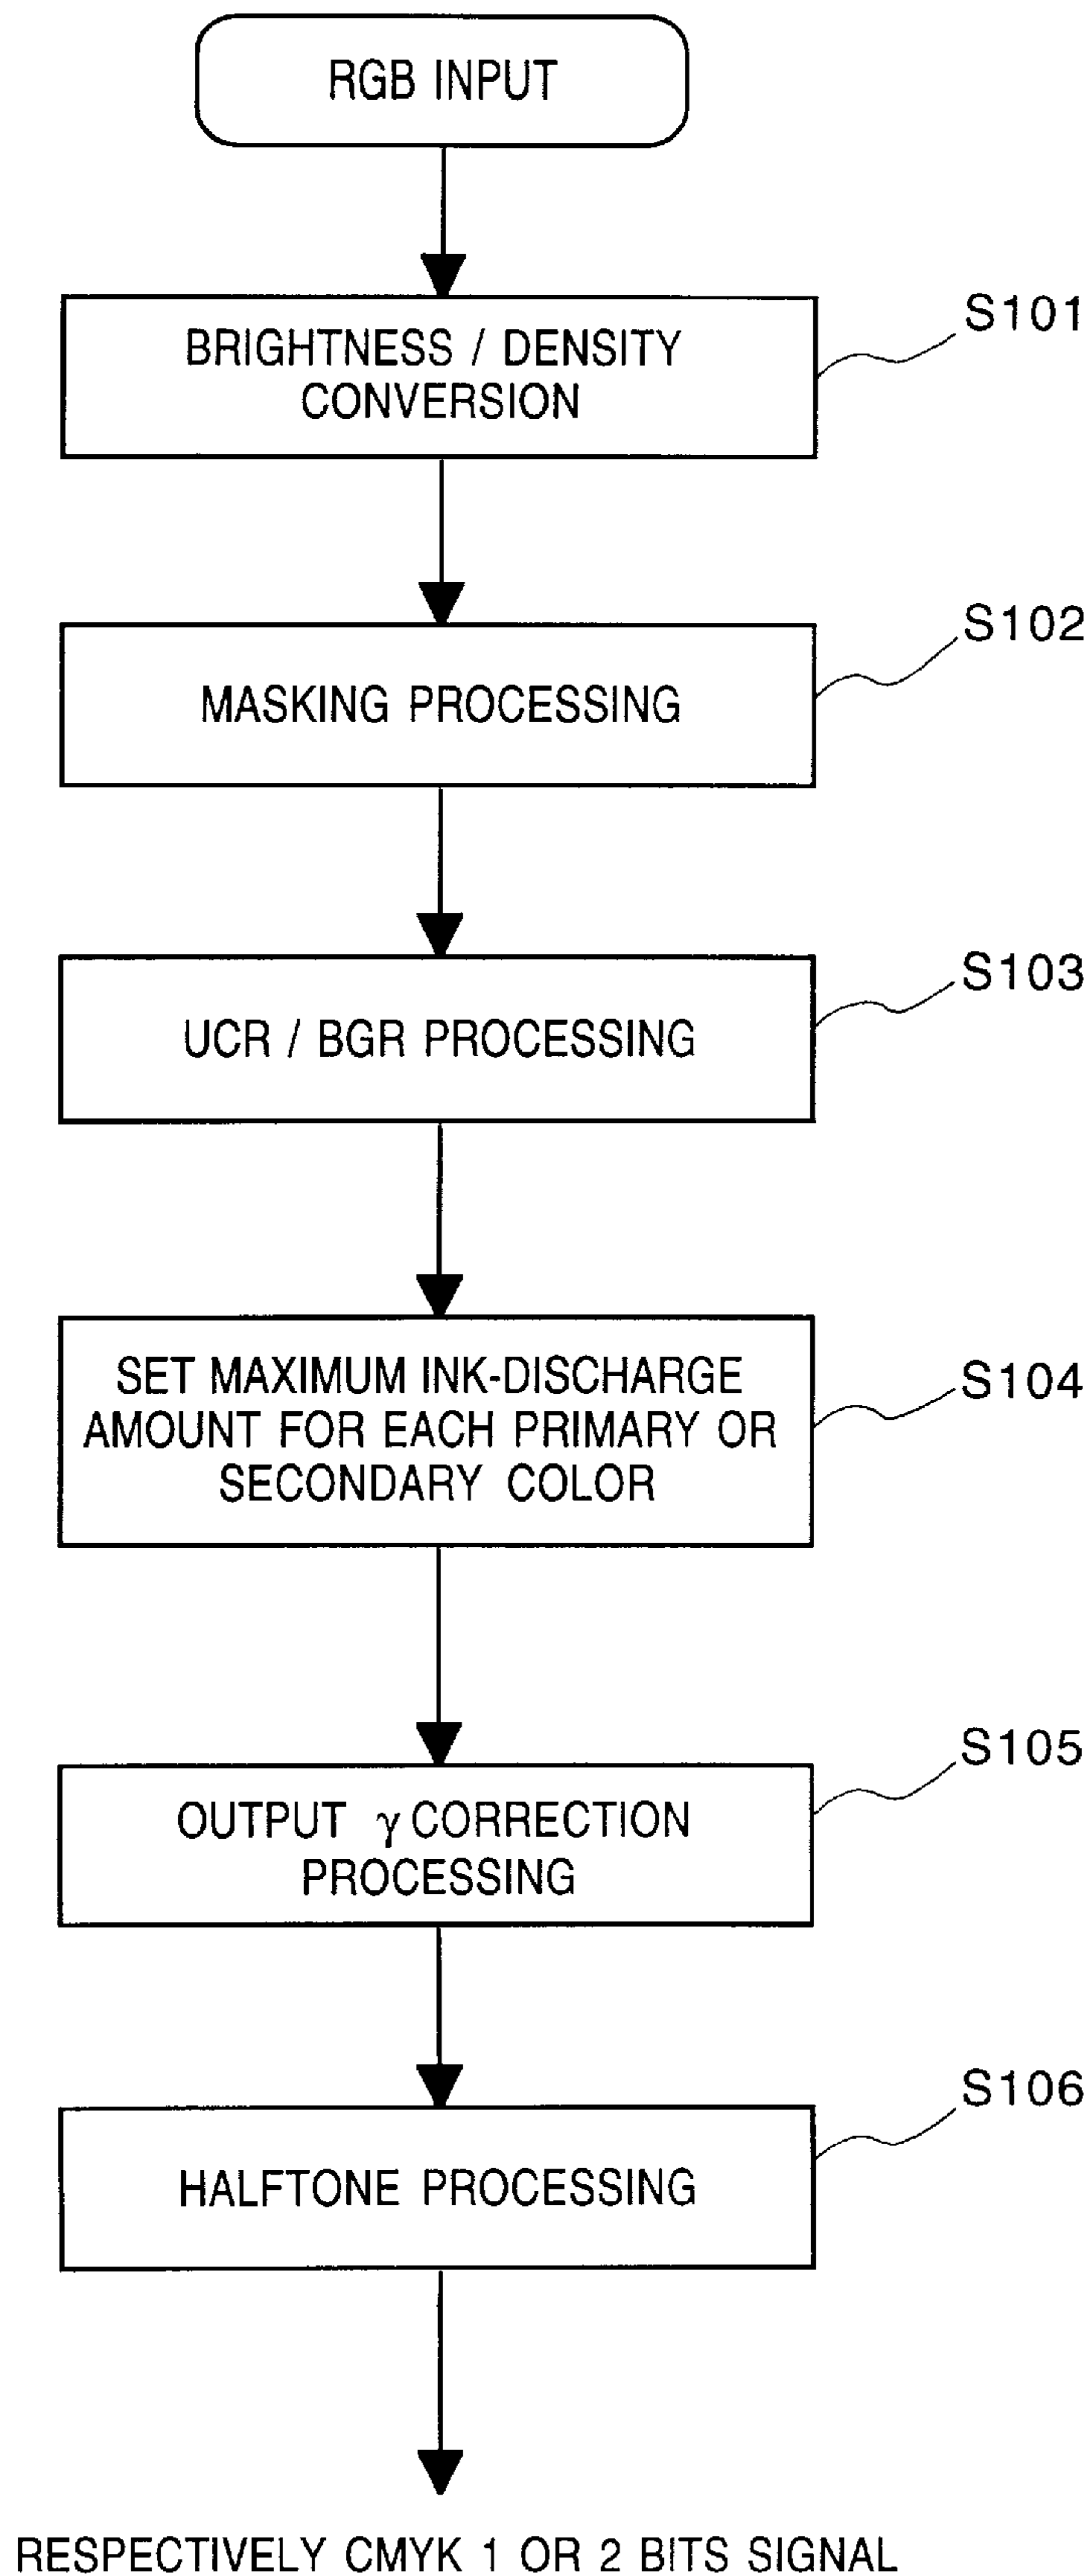 RGB INPUT
S101
BRIGHTNESS / DENSITY
CONVERSION
S102
MASKING PROCESSING
S103
UCR / BGR PROCESSING
S104
SET MAXIMUM INK-DISCHARGE
AMOUNT FOR EACH PRIMARY OR
SECONDARY COLOR
S105
OUTPUT γ CORRECTION
PROCESSING
S106
HALFTONE PROCESSING
RESPECTIVELY CMYK 1 OR 2 BITS SIGNAL